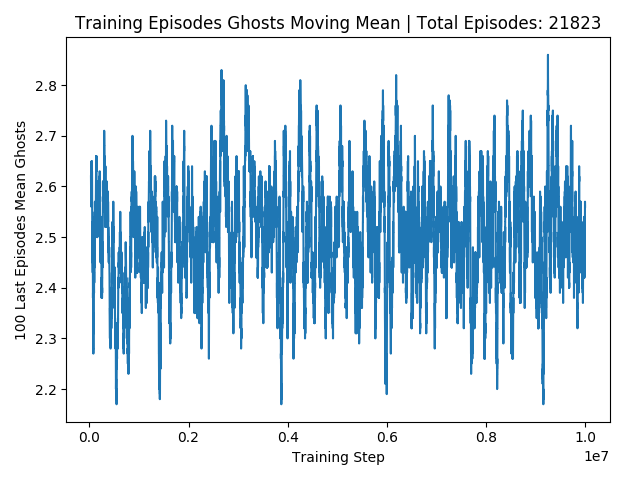 Training Episodes Ghosts Moving Mean | Total Episodes: 21823
100 Last Episodes Mean Ghosts
2.8
2.7
2.6
2.5
2.4
2.3
2.2
0.0 0.2 0.4 0.6 0.8 1.0
1e7
Training Step